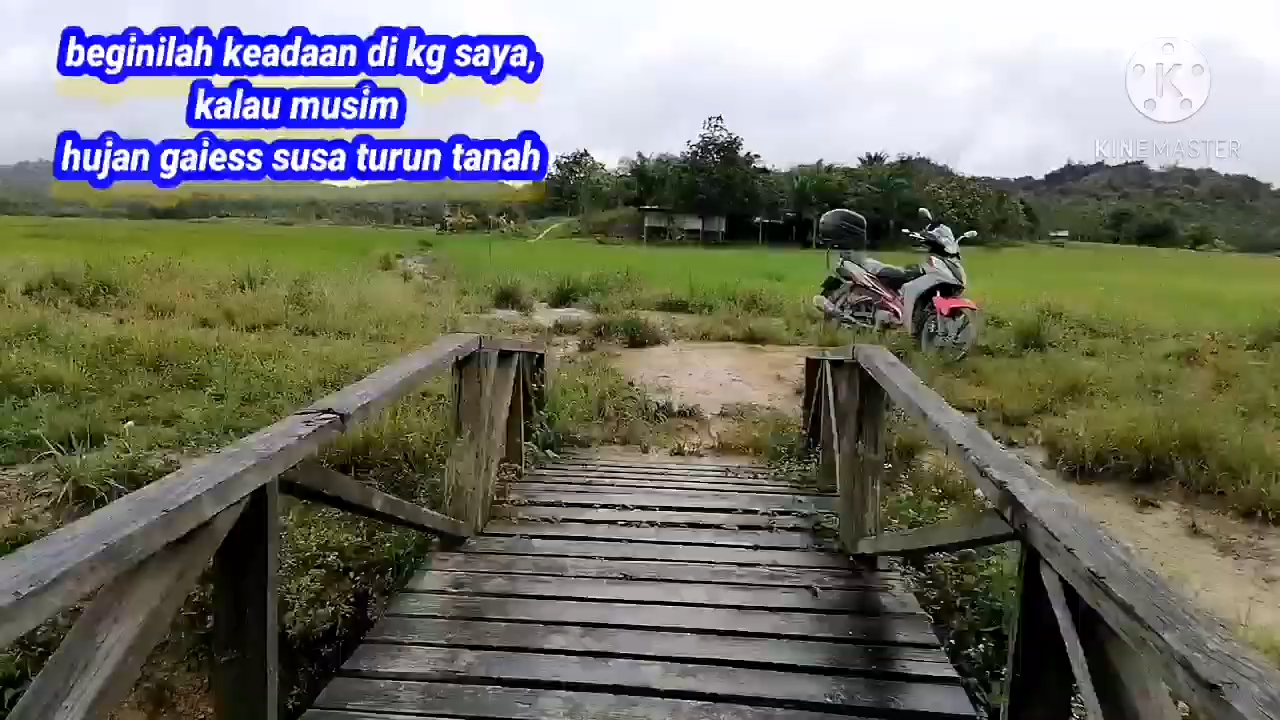 beginilah keadaan di kg saya,
kalau musim
hujan gaiess susa turun tanah
K
KINEMASTER